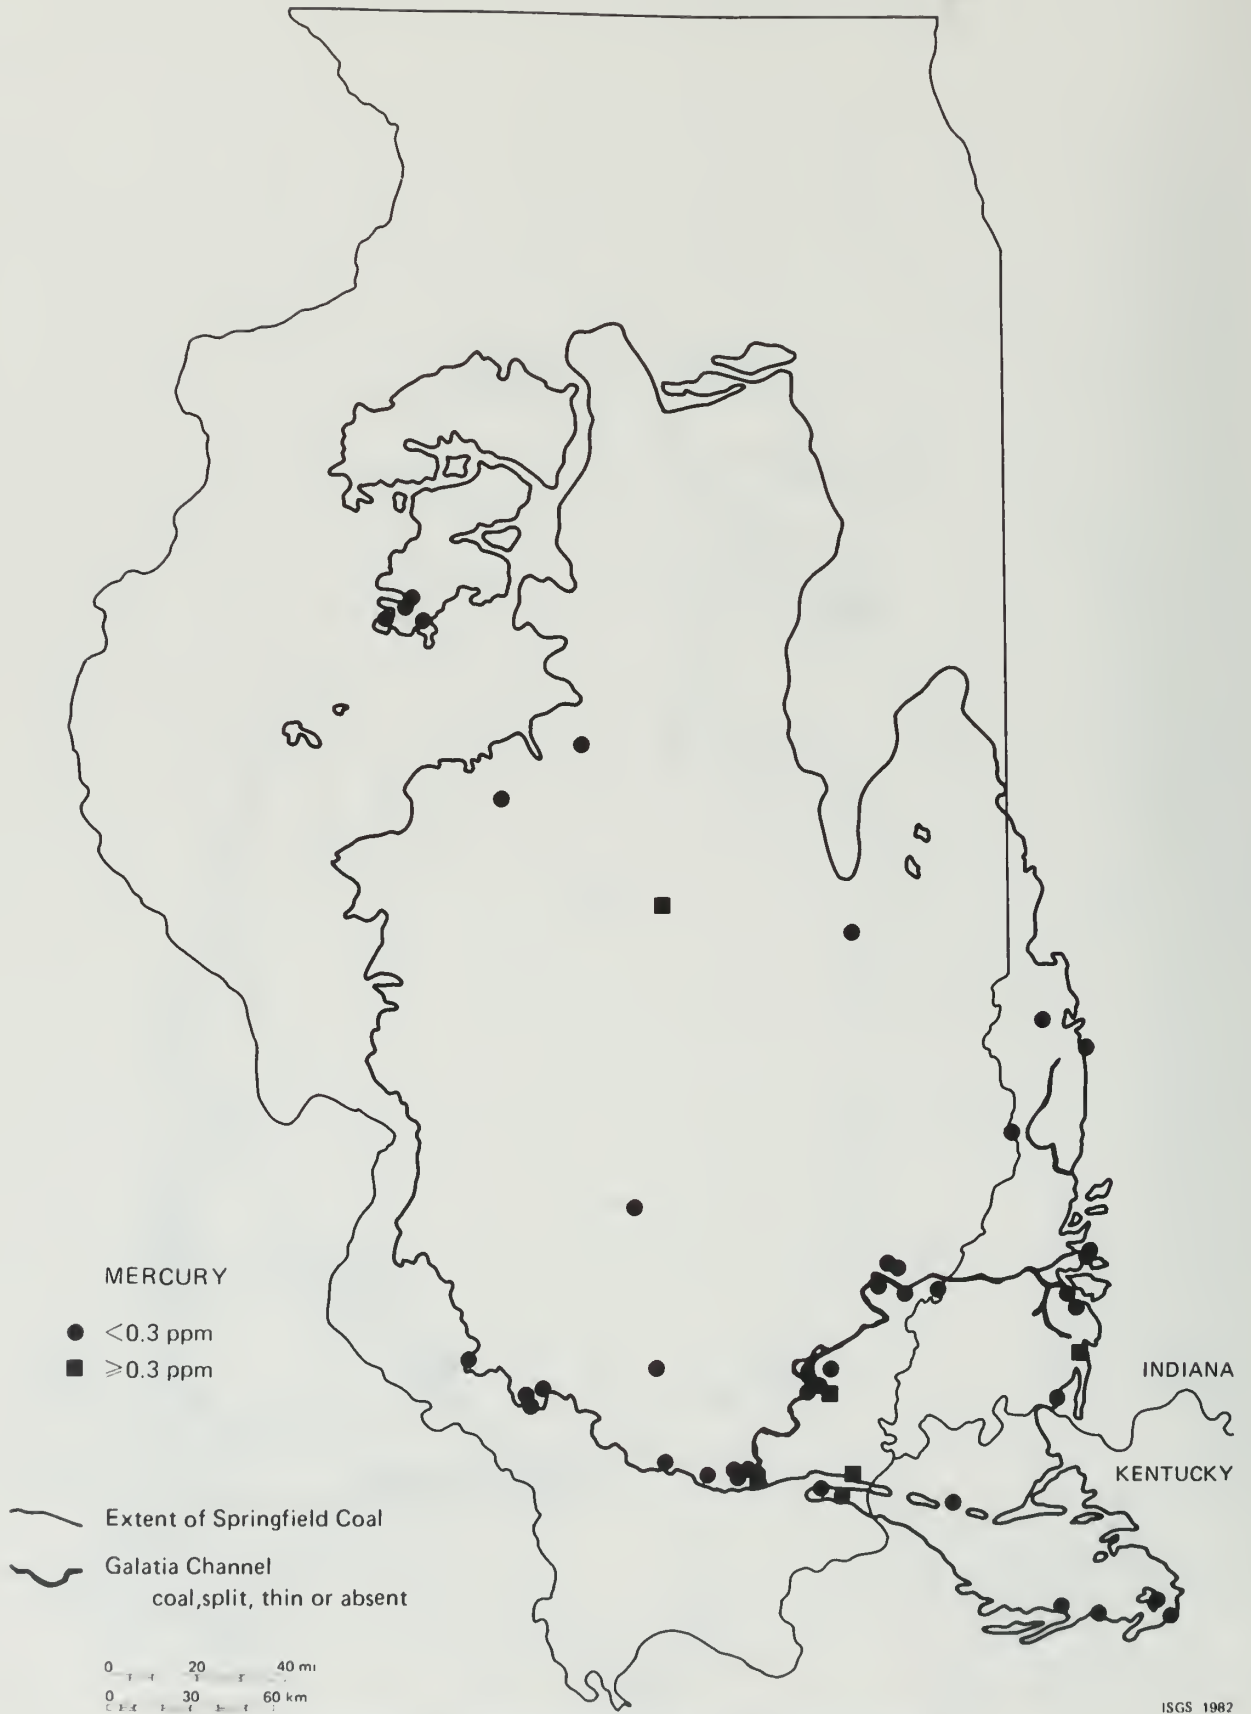 MERCURY
<0.3 ppm
⩾0.3 ppm
INDIANA
KENTUCKY
Extent of Springfield Coal
Galatia Channel
coal,split, thin or absent
0 20 40 mi
0 30 60 km
ISGS 1982